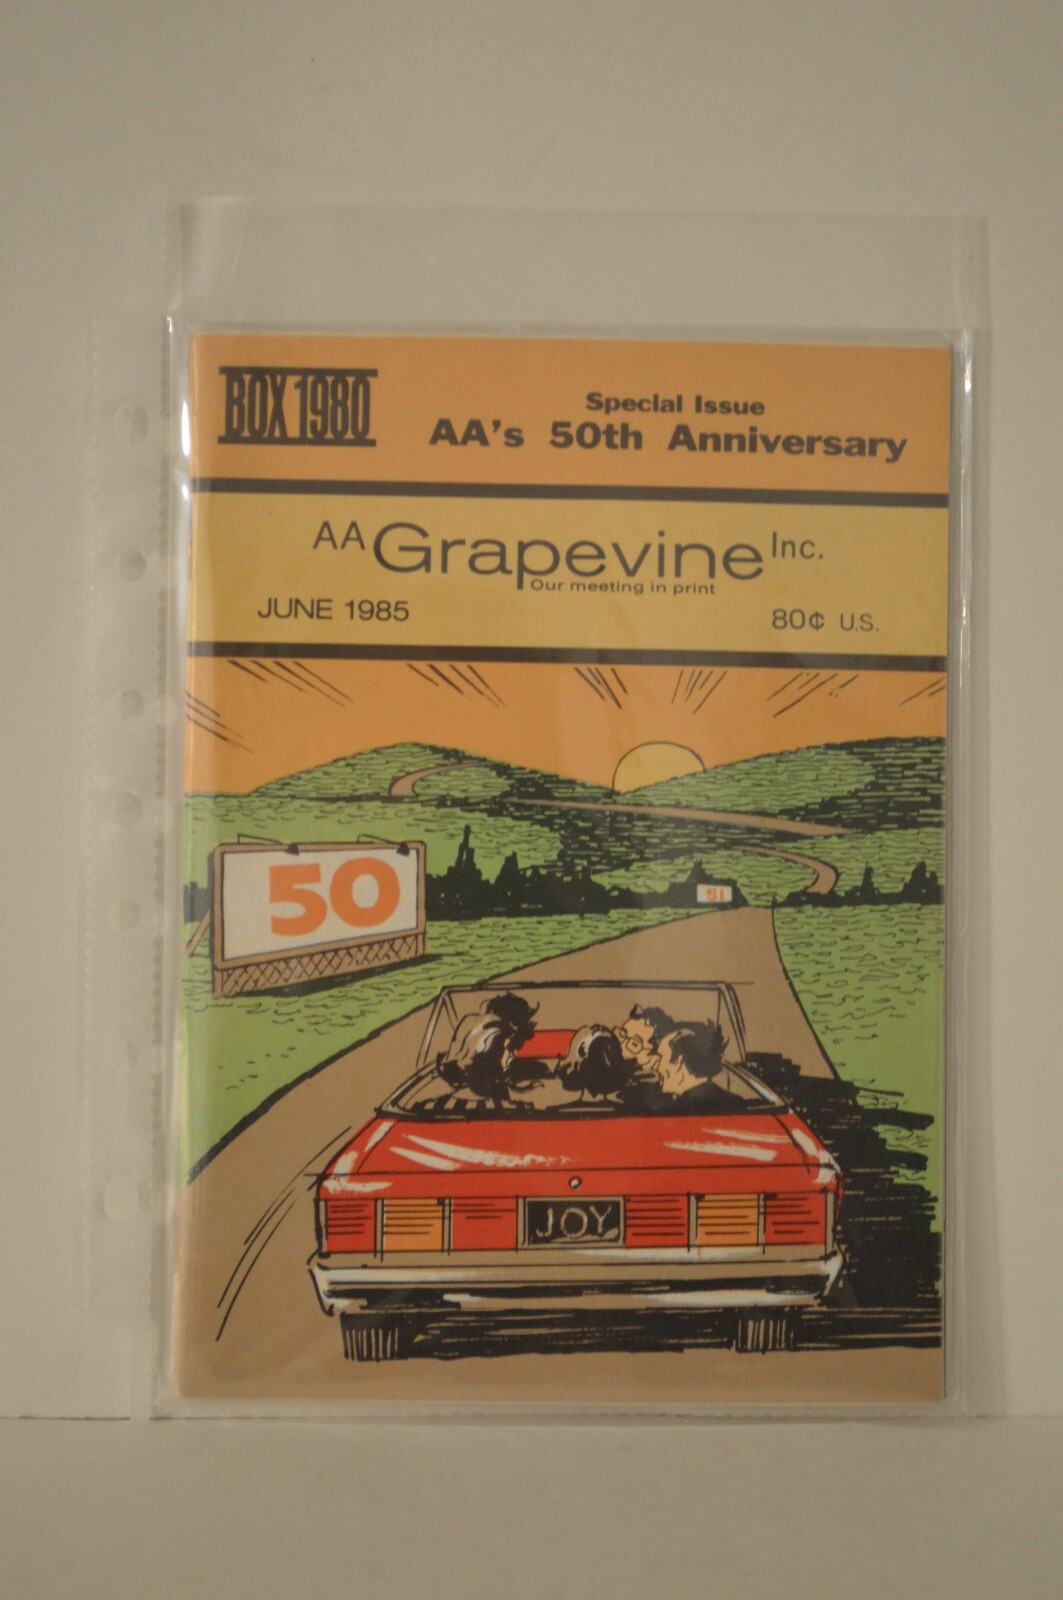 BOX 1980
Special Issue
AA's 50th Anniversary
AA Grapevine Inc.
Our meeting in print
JUNE 1985
80¢ U.S.
50
51
JOY